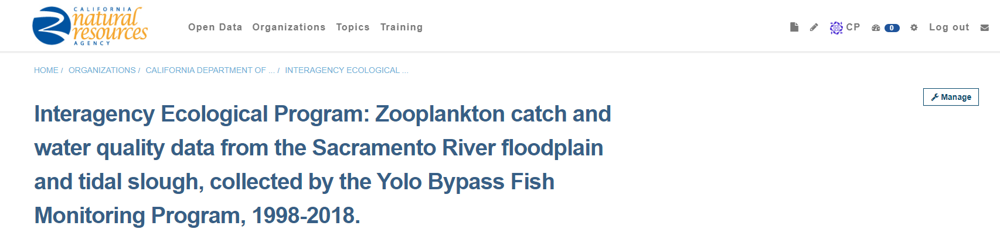 CALIFORNIA
natural
resources
AGENCY
Open Data Organizations Topics Training
CP 0 Log out
HOME / ORGANIZATIONS / CALIFORNIA DEPARTMENT OF ... / INTERAGENCY ECOLOGICAL ...
Manage
Interagency Ecological Program: Zooplankton catch and
water quality data from the Sacramento River floodplain
and tidal slough, collected by the Yolo Bypass Fish
Monitoring Program, 1998-2018.